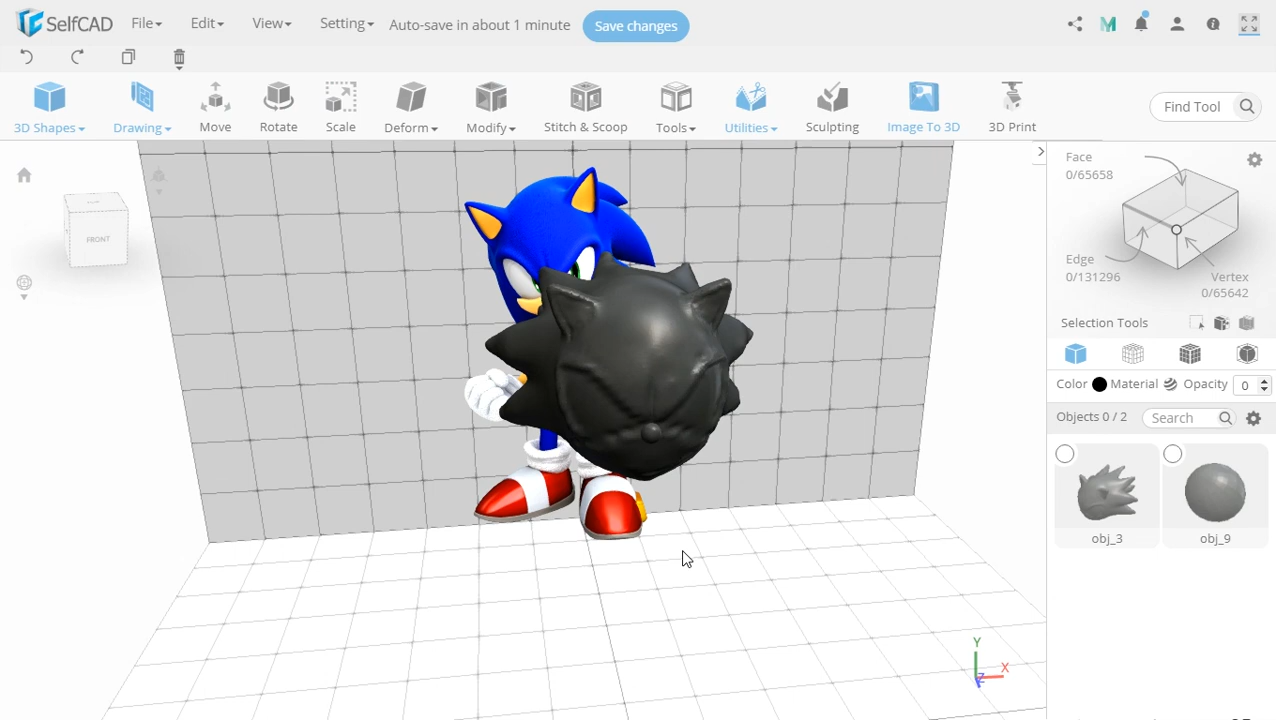 SelfCAD File Edit View Setting Auto-save in about 1 minute Save changes
3D Shapes Drawing Move Rotate Scale Deform Modify Stitch & Scoop Tools Utilities Sculpting Image To 3D 3D Print Find Tool
Face
0/65658
FRONT
Edge
0/131296
Vertex
0/65642
Selection Tools
Color Material Opacity 0
Objects 0 / 2 Search
obj_3 obj_9
Y
X
Z